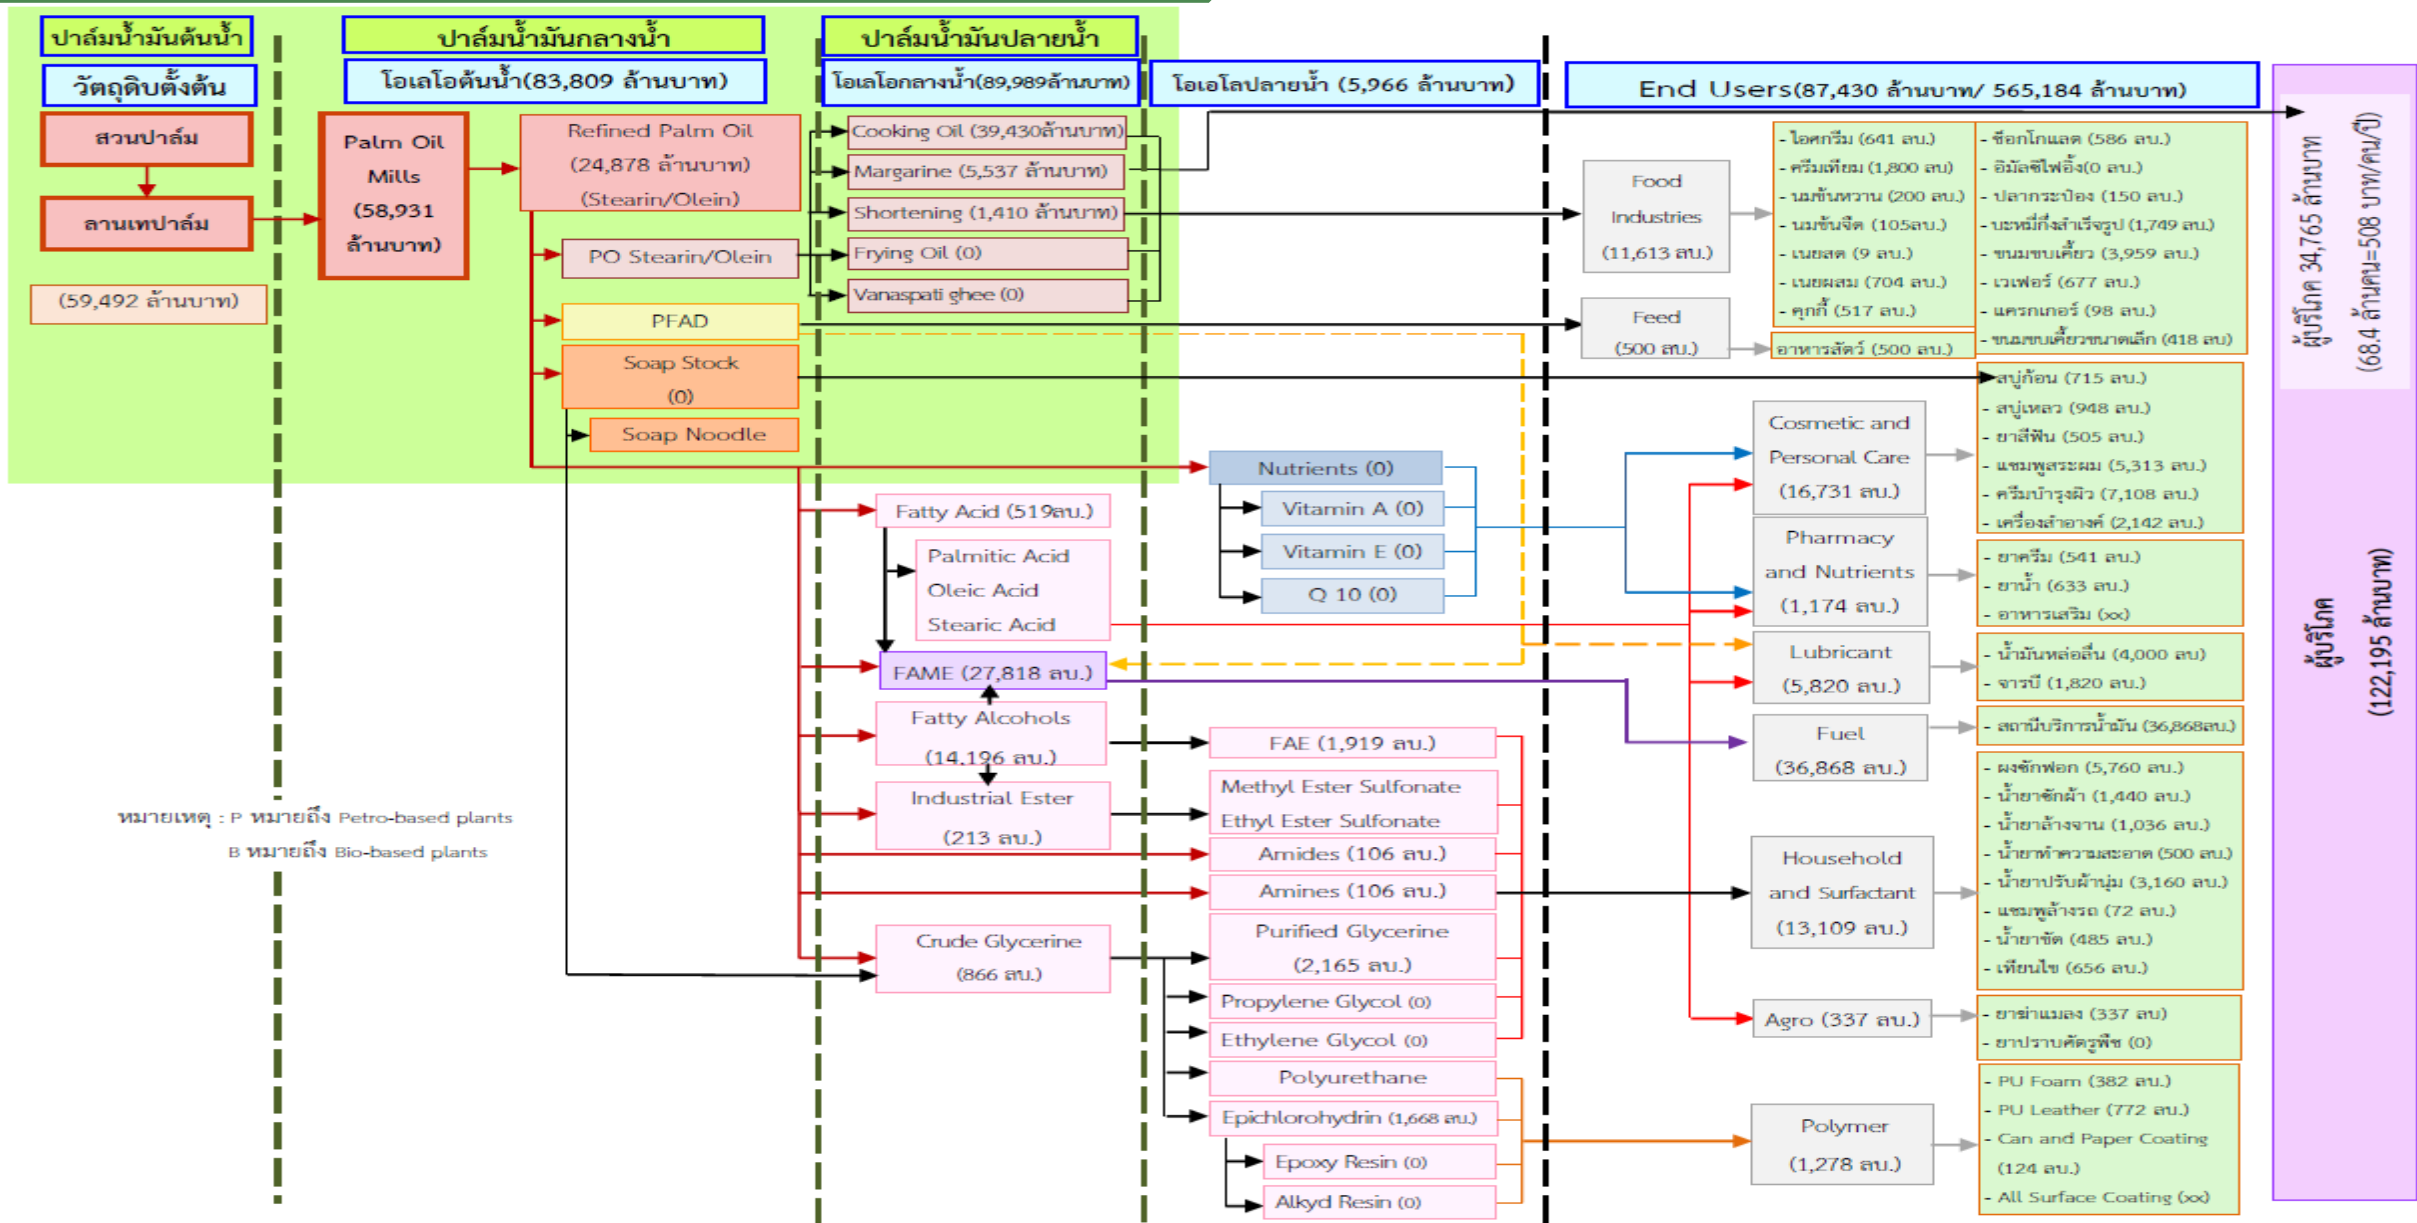 ปาล์มน้ำมันต้นน้ำ
วัตถุดิบตั้งต้น
สวนปาล์ม
ลานเทปาล์ม
(59,492 ล้านบาท)
ปาล์มน้ำมันกลางน้ำ
โอเลโอต้นน้ำ(83,809 ล้านบาท)
Palm Oil
Mills
(58,931
ล้านบาท)
Refined Palm Oil
(24,878 ล้านบาท)
(Stearin/Olein)
PO Stearin/Olein
PFAD
Soap Stock
(0)
Soap Noodle
ปาล์มน้ำมันปลายน้ำ
โอเลโอกลางน้ำ(89,989ล้านบาท)
Cooking Oil (39,430ล้านบาท)
Margarine (5,537 ล้านบาท)
Shortening (1,410 ล้านบาท)
Frying Oil (0)
Vanaspati ghee (0)
Fatty Acid (519ลบ.)
Palmitic Acid
Oleic Acid
Stearic Acid
FAME (27,818 ลบ.)
Fatty Alcohols
(14,196 ลบ.)
Industrial Ester
(213 ลบ.)
Crude Glycerine
(866 ลบ.)
โอเอโลปลายน้ำ (5,966 ล้านบาท)
Nutrients (0)
Vitamin A (0)
Vitamin E (0)
Q 10 (0)
FAE (1,919 ลบ.)
Methyl Ester Sulfonate
Ethyl Ester Sulfonate
Amides (106 ลบ.)
Amines (106 ลบ.)
Purified Glycerine
(2,165 ลบ.)
Propylene Glycol (0)
Ethylene Glycol (0)
Polyurethane
Epichlorohydrin (1,668 ลบ.)
Epoxy Resin (0)
Alkyd Resin (0)
End Users(87,430 ล้านบาท/ 565,184 ล้านบาท)
Food
Industries
(11,613 ลบ.)
- ไอศกรีม (641 ลบ.)
- ครีมเทียม (1,800 ลบ)
- นมข้นหวาน (200 ลบ.)
- นมข้นจืด (105ลบ.)
- เนยสด (9 ลบ.)
- เนยผสม (704 ลบ.)
- คุกกี้ (517 ลบ.)
- ช็อกโกแลต (586 ลบ.)
- อิมัลซิไฟอิ้ง(0 ลบ.)
- ปลากระป๋อง (150 ลบ.)
- บะหมี่กึ่งสำเร็จรูป (1,749 ลบ.)
- ขนมขบเคี้ยว (3,959 ลบ.)
- เวเฟอร์ (677 ลบ.)
- แครกเกอร์ (98 ลบ.)
- ขนมขบเคี้ยวขนาดเล็ก (418 ลบ)
Feed
(500 ลบ.)
อาหารสัตว์ (500 ลบ.)
Cosmetic and
Personal Care
(16,731 ลบ.)
สบู่ก้อน (715 ลบ.)
- สบู่เหลว (948 ลบ.)
- ยาสีฟัน (505 ลบ.)
- แชมพูสระผม (5,313 ลบ.)
- ครีมบำรุงผิว (7,108 ลบ.)
- เครื่องสำอางค์ (2,142 ลบ.)
Pharmacy
and Nutrients
(1,174 ลบ.)
- ยาครีม (541 ลบ.)
- ยาน้ำ (633 ลบ.)
- อาหารเสริม (xx)
Lubricant
(5,820 ลบ.)
- น้ำมันหล่อลื่น (4,000 ลบ)
- จารบี (1,820 ลบ.)
Fuel
(36,868 ลบ.)
- สถานีบริการน้ำมัน (36,868ลบ.)
Household
and Surfactant
(13,109 ลบ.)
- ผงซักฟอก (5,760 ลบ.)
- น้ำยาซักผ้า (1,440 ลบ.)
- น้ำยาล้างจาน (1,036 ลบ.)
- น้ำยาทำความสะอาด (500 ลบ.)
- น้ำยาปรับผ้านุ่ม (3,160 ลบ.)
- แชมพูล้างรถ (72 ลบ.)
- น้ำยาขัด (485 ลบ.)
- เทียนไข (656 ลบ.)
Agro (337 ลบ.)
- ยาฆ่าแมลง (337 ลบ)
- ยาปราบศัตรูพืช (0)
Polymer
(1,278 ลบ.)
- PU Foam (382 ลบ.)
- PU Leather (772 ลบ.)
- Can and Paper Coating
(124 ลบ.)
- All Surface Coating (xx)
ผู้บริโภค 34,765 ล้านบาท
(68.4 ล้านคน=508 บาท/คน/ปี)
ผู้บริโภค
(122,195 ล้านบาท)
หมายเหตุ : P หมายถึง Petro-based plants
B หมายถึง Bio-based plants